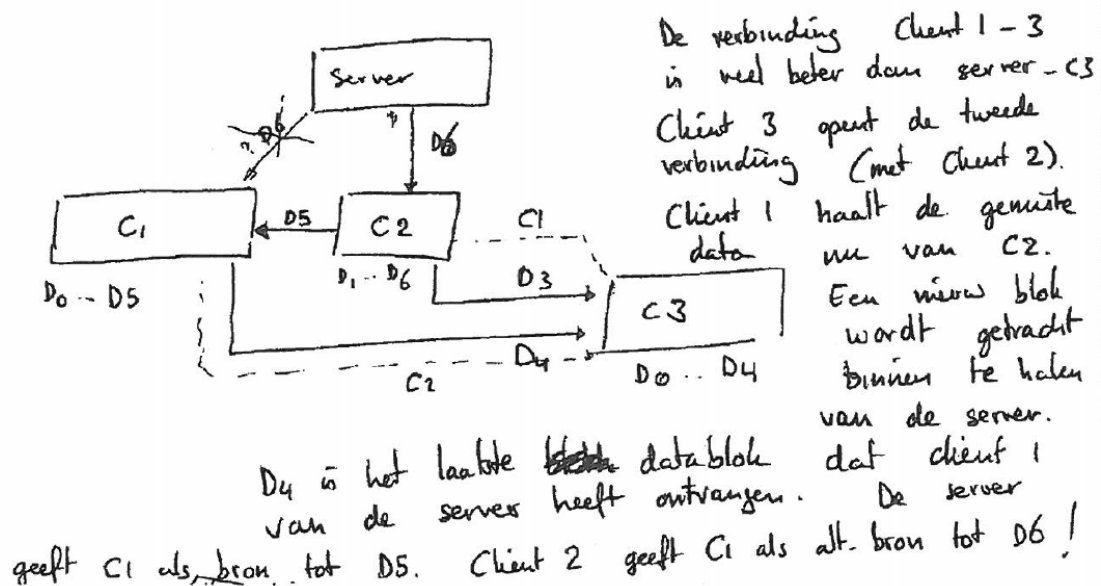 De verbinding Client 1 - 3
is veel beter dan server - C3
Client 3 opent de tweede
verbinding (met Client 2).
Client 1 haalt de gemiste
data nu van C2.
Een nieuw blok
wordt getracht
binnen te halen
van de server.
Server
D6
D6
C1
D5
C2
C1
D0 .. D5
D1 .. D6
D3
C3
D4
C2
D0 .. D4
D4 is het laatste datablok dat client 1
van de server heeft ontvangen. De server
geeft C1 als bron tot D5. Client 2 geeft C1 als alt. bron tot D6!